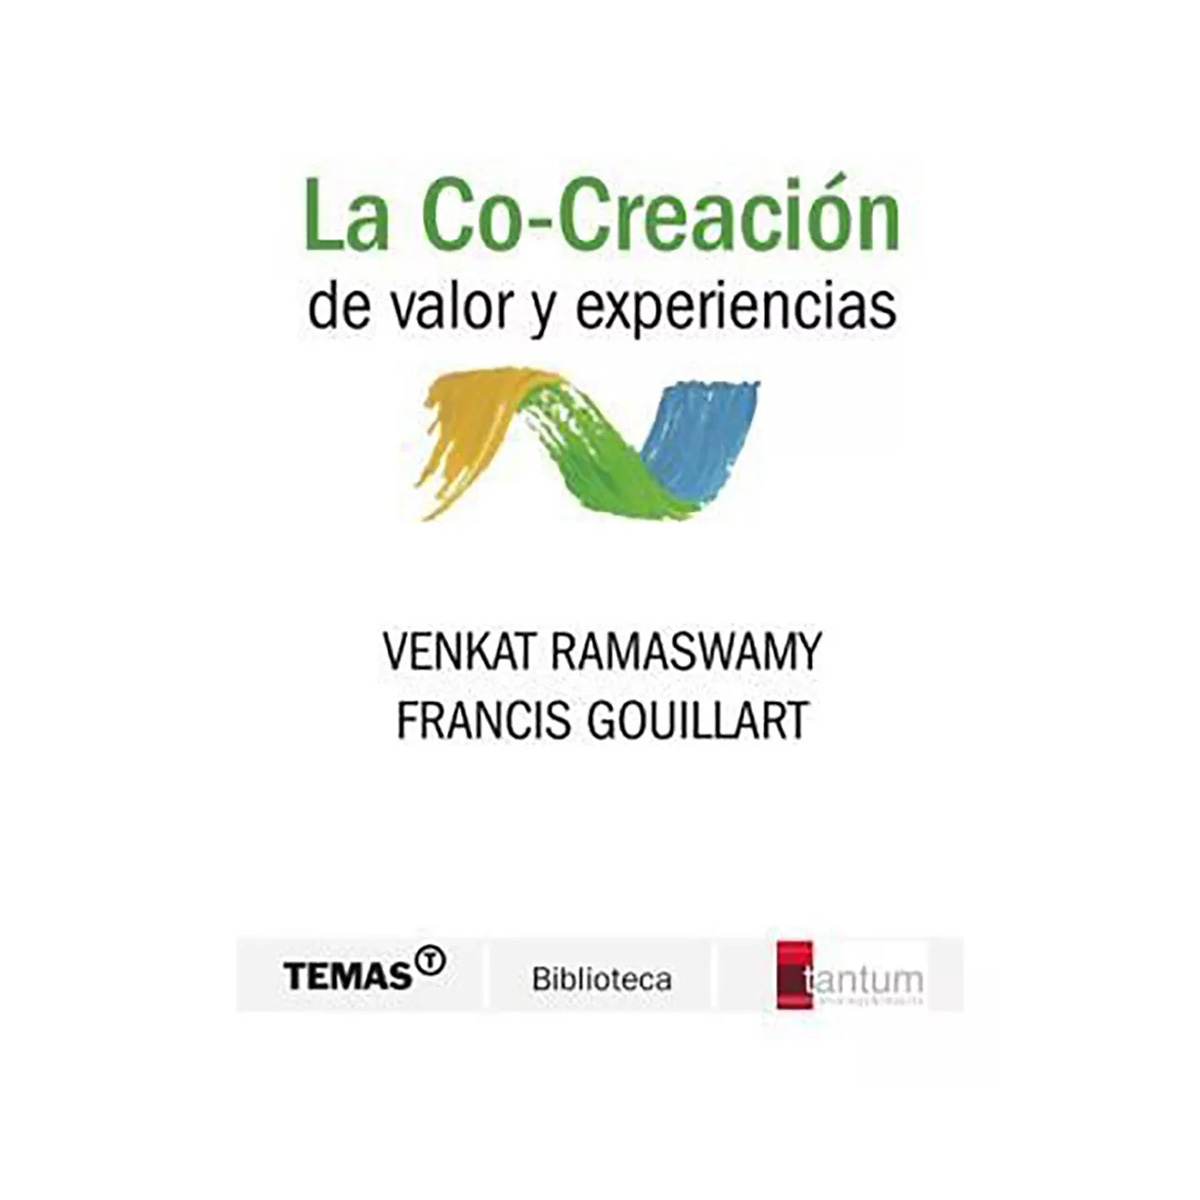 La Co-Creación
de valor y experiencias
VENKAT RAMASWAMY
FRANCIS GOUILLART
TEMAS T
Biblioteca
tantum